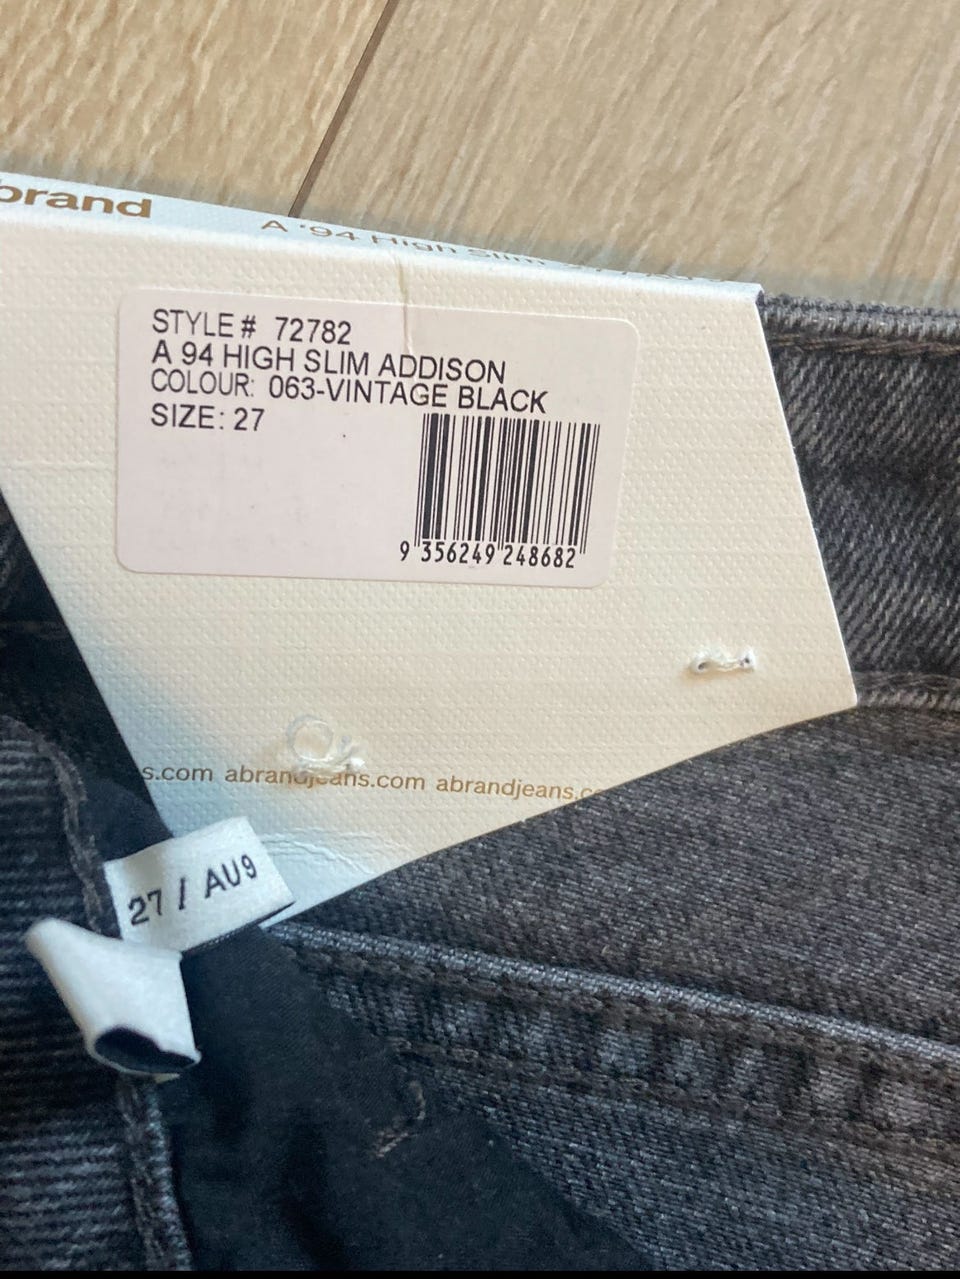 brand
A '94 High Slim
STYLE# 72782
A 94 HIGH SLIM ADDISON
COLOUR: 063-VINTAGE BLACK
SIZE: 27
9 356249 248682
s.com abrandjeans.com abrandjeans.c
27 / AU9